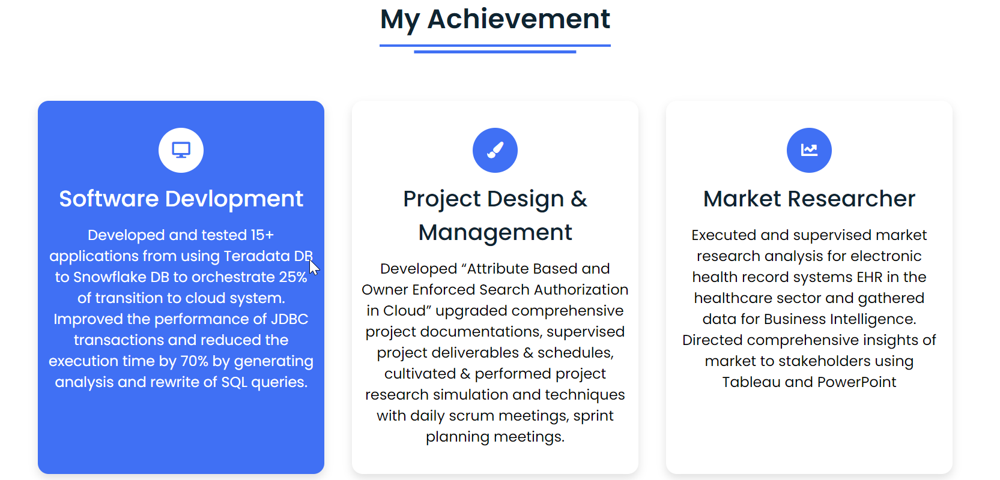 My Achievement
Software Devlopment
Developed and tested 15+
applications from using Teradata DB
to Snowflake DB to orchestrate 25%
of transition to cloud system.
Improved the performance of JDBC
transactions and reduced the
execution time by 70% by generating
analysis and rewrite of SQL queries.
Project Design &
Management
Developed “Attribute Based and
Owner Enforced Search Authorization
in Cloud” upgraded comprehensive
project documentations, supervised
project deliverables & schedules,
cultivated & performed project
research simulation and techniques
with daily scrum meetings, sprint
planning meetings.
Market Researcher
Executed and supervised market
research analysis for electronic
health record systems EHR in the
healthcare sector and gathered
data for Business Intelligence.
Directed comprehensive insights of
market to stakeholders using
Tableau and PowerPoint